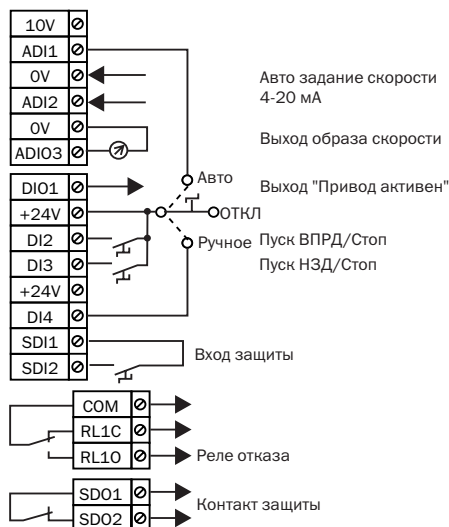 10V
ADI1
0V
ADI2
0V
ADIO3
Авто задание скорости
4-20 мА
Выход образа скорости
DIO1
+24V
DI2
DI3
+24V
DI4
SDI1
SDI2
Авто
ОТКЛ
Ручное
Выход "Привод активен"
Пуск ВПРД/Стоп
Пуск НЗД/Стоп
Вход защиты
COM
RL1C
RL1O
Реле отказа
SDO1
SDO2
Контакт защиты